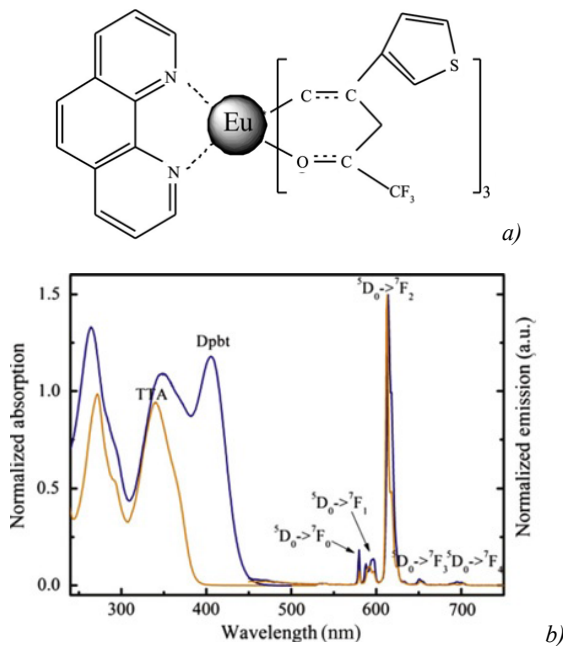 N
N
Eu
C
C
O
S
CF3
3
a)
1.5
1.0
0.5
0.0
Normalized absorption
Normalized emission (a.u.)
TTA
Dpbt
⁵D₀->⁷F₂
⁵D₀->⁷F₁
⁵D₀->⁷F₀
⁵D₀->⁷F₃ ⁵D₀->⁷F₄
300
400
500
600
700
Wavelength (nm)
b)